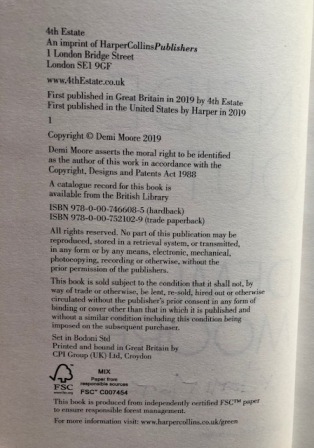 4th Estate
An imprint of HarperCollinsPublishers
1 London Bridge Street
London SE1 9GF
www.4thEstate.co.uk
First published in Great Britain in 2019 by 4th Estate
First published in the United States by Harper in 2019
1
Copyright © Demi Moore 2019
Demi Moore asserts the moral right to be identified
as the author of this work in accordance with the
Copyright, Designs and Patents Act 1988
A catalogue record for this book is
available from the British Library
ISBN 978-0-00-746608-5 (hardback)
ISBN 978-0-00-752102-9 (trade paperback)
All rights reserved. No part of this publication may be
reproduced, stored in a retrieval system, or transmitted,
in any form or by any means, electronic, mechanical,
photocopying, recording or otherwise, without the
prior permission of the publishers.
This book is sold subject to the condition that it shall not, by
way of trade or otherwise, be lent, re-sold, hired out or otherwise
circulated without the publisher's prior consent in any form of
binding or cover other than that in which it is published and
without a similar condition including this condition being
imposed on the subsequent purchaser.
Set in Bodoni Std
Printed and bound in Great Britain by
CPI Group (UK) Ltd, Croydon
MIX
Paper from
responsible sources
FSC
www.fsc.org
FSC™ C007454
This book is produced from independently certified FSC™ paper
to ensure responsible forest management.
For more information visit: www.harpercollins.co.uk/green